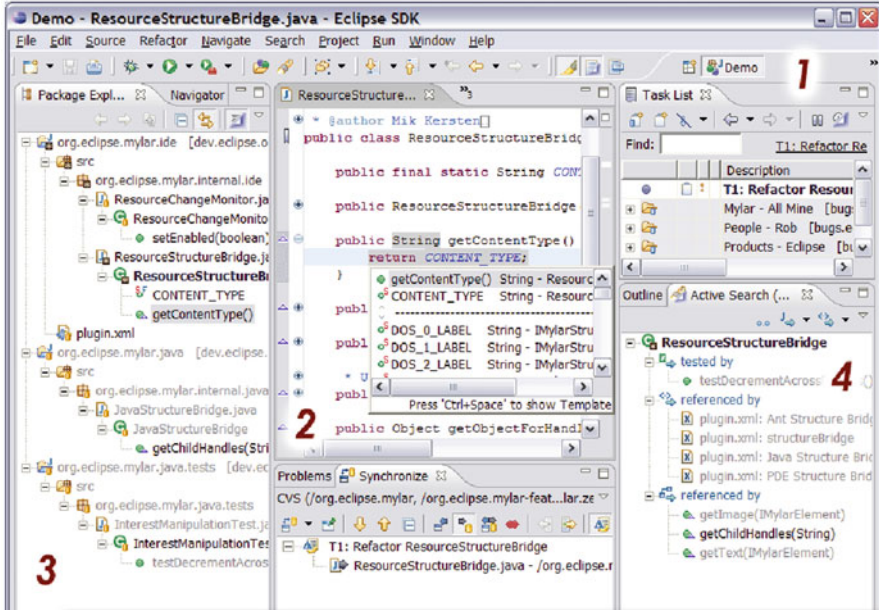 Demo - ResourceStructureBridge.java - Eclipse SDK
File Edit Source Refactor Navigate Search Project Run Window Help
Demo
1
Package Expl... Navigator
org.eclipse.mylar.ide [dev.eclipse.o
src
org.eclipse.mylar.internal.ide
ResourceChangeMonitor.ja
ResourceChangeMonito
setEnabled(boolean)
ResourceStructureBridge.ja
ResourceStructureBr
CONTENT_TYPE
getContentType()
plugin.xml
org.eclipse.mylar.java [dev.eclipse.
src
org.eclipse.mylar.internal.java
JavaStructureBridge.java
JavaStructureBridge
getChildHandles(Stri
org.eclipse.mylar.java.tests [dev.ec
src
org.eclipse.mylar.java.tests
InterestManipulationTest.ja
InterestManipulationTes
testDecrementAcros
3
ResourceStructure... 3
* @author Mik Kersten
public class ResourceStructureBridg
public final static String CONT
public ResourceStructureBridge
public String getContentType()
return CONTENT_TYPE;
}
getContentType() String - Resourc
CONTENT_TYPE String - Resourc
DOS_0_LABEL String - IMylarStru
DOS_1_LABEL String - IMylarStru
DOS_2_LABEL String - IMylarStru
Press 'Ctrl+Space' to show Template
publ
publ
* U
publ
2
public Object getObjectForHandl
Problems Synchronize
CVS (/org.eclipse.mylar, /org.eclipse.mylar-feat...lar.ze
T1: Refactor ResourceStructureBridge
ResourceStructureBridge.java - /org.eclipse.r
Task List
Find: T1: Refactor Re
Description
T1: Refactor Resour
Mylar - All Mine [bugs
People - Rob [bugs.e
Products - Eclipse [bu
Outline Active Search (...
ResourceStructureBridge
tested by
testDecrementAcross ()
4
referenced by
plugin.xml: Ant Structure Bridg
plugin.xml: structureBridge
plugin.xml: Java Structure Bric
plugin.xml: PDE Structure Brid
referenced by
getImage(IMylarElement)
getChildHandles(String)
getText(IMylarElement)